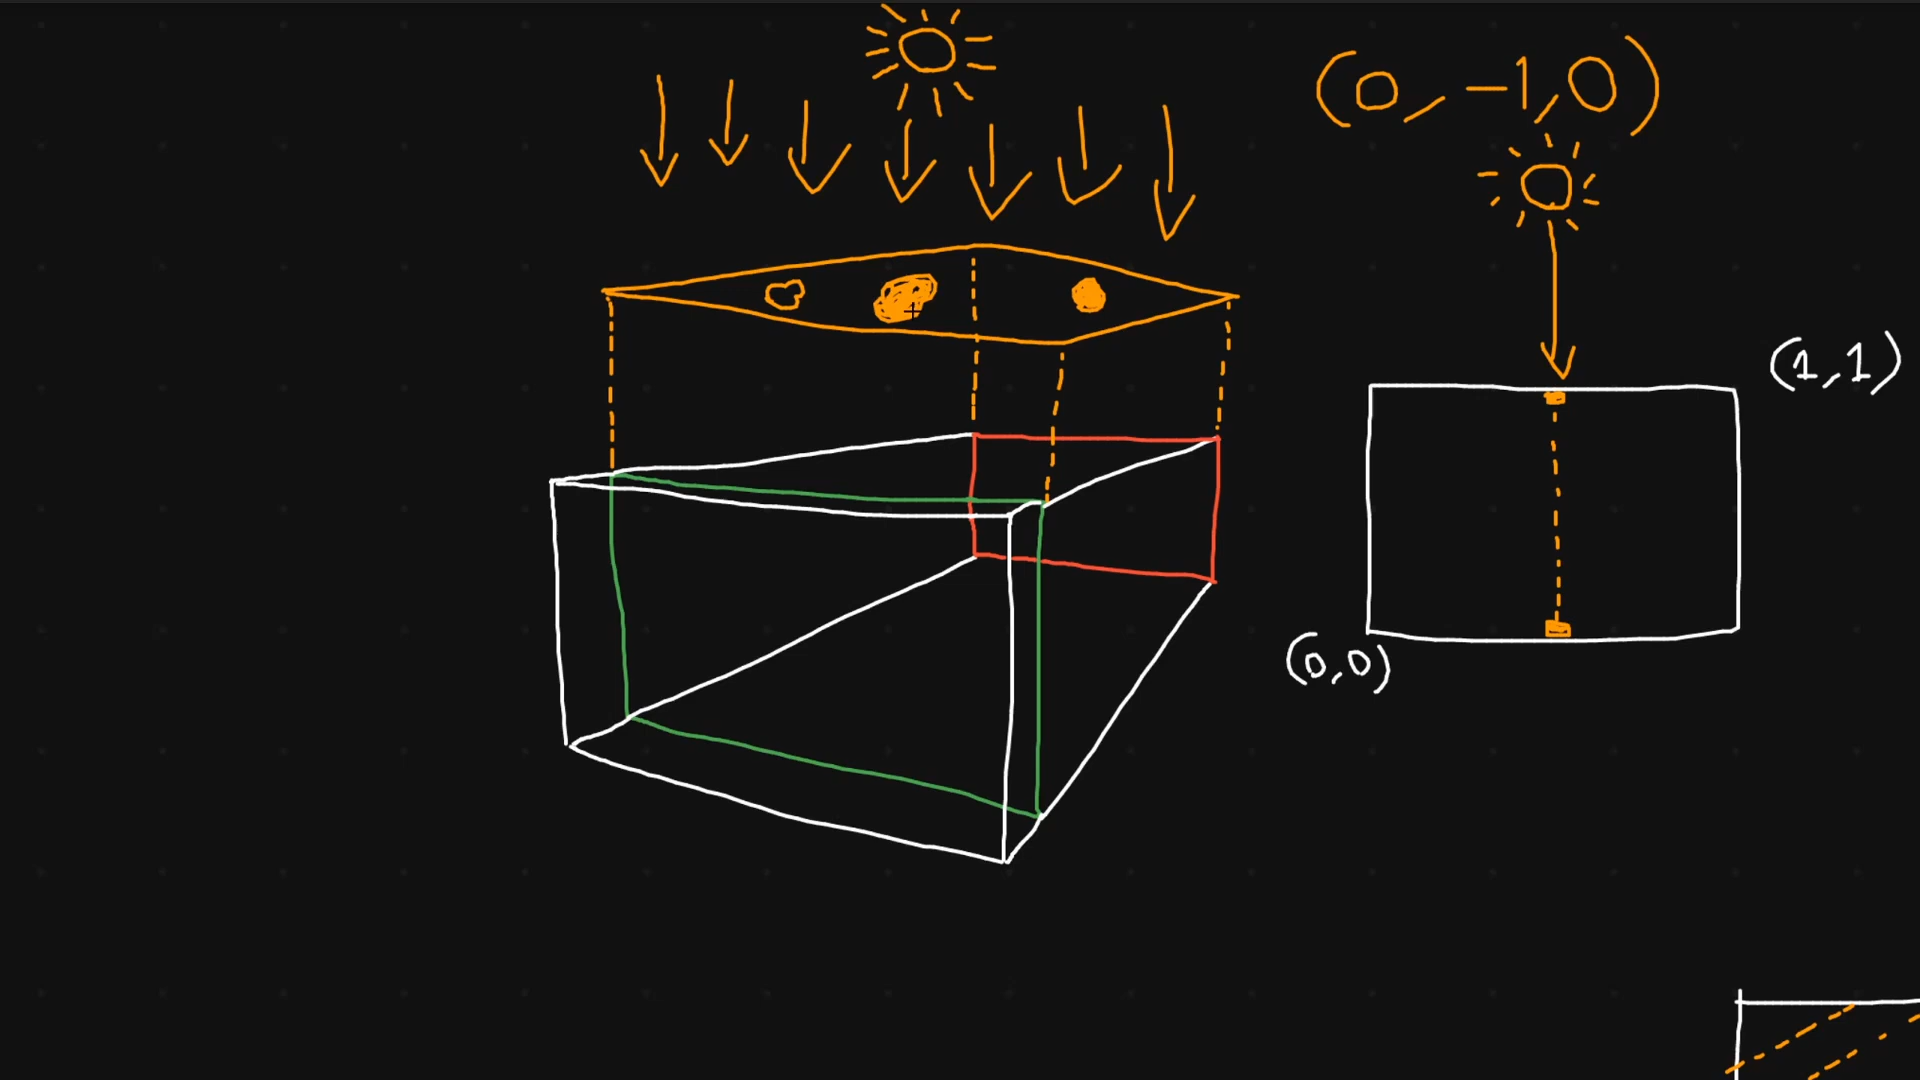 (0, -1, 0)
(1, 1)
(0, 0)